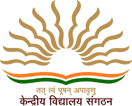 तत् त्वं पूषन् अपावृणु
केन्द्रीय विद्यालय संगठन